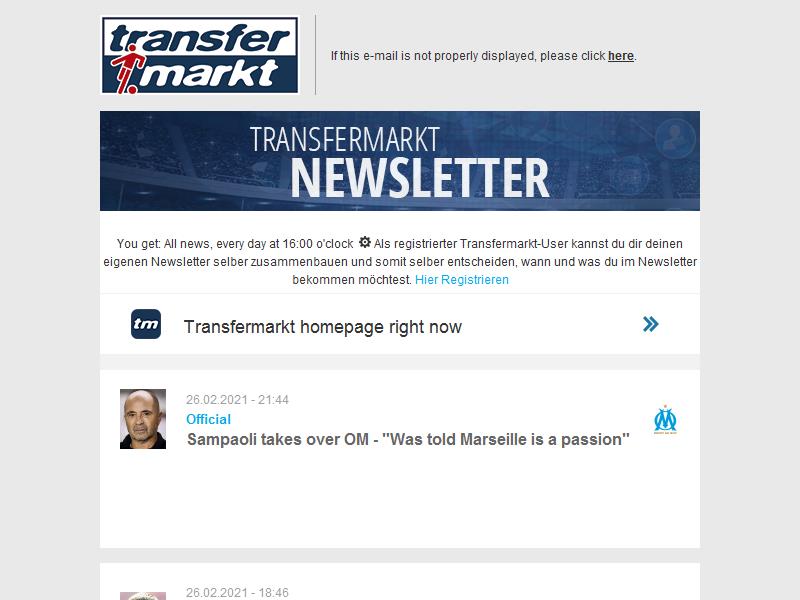 transfer
markt
If this e-mail is not properly displayed, please click here.
TRANSFERMARKT
NEWSLETTER
You get: All news, every day at 16:00 o'clock Als registrierter Transfermarkt-User kannst du dir deinen
eigenen Newsletter selber zusammenbauen und somit selber entscheiden, wann und was du im Newsletter
bekommen möchtest. Hier Registrieren
tm
Transfermarkt homepage right now
26.02.2021 - 21:44
Official
Sampaoli takes over OM - "Was told Marseille is a passion"
26.02.2021 - 18:46